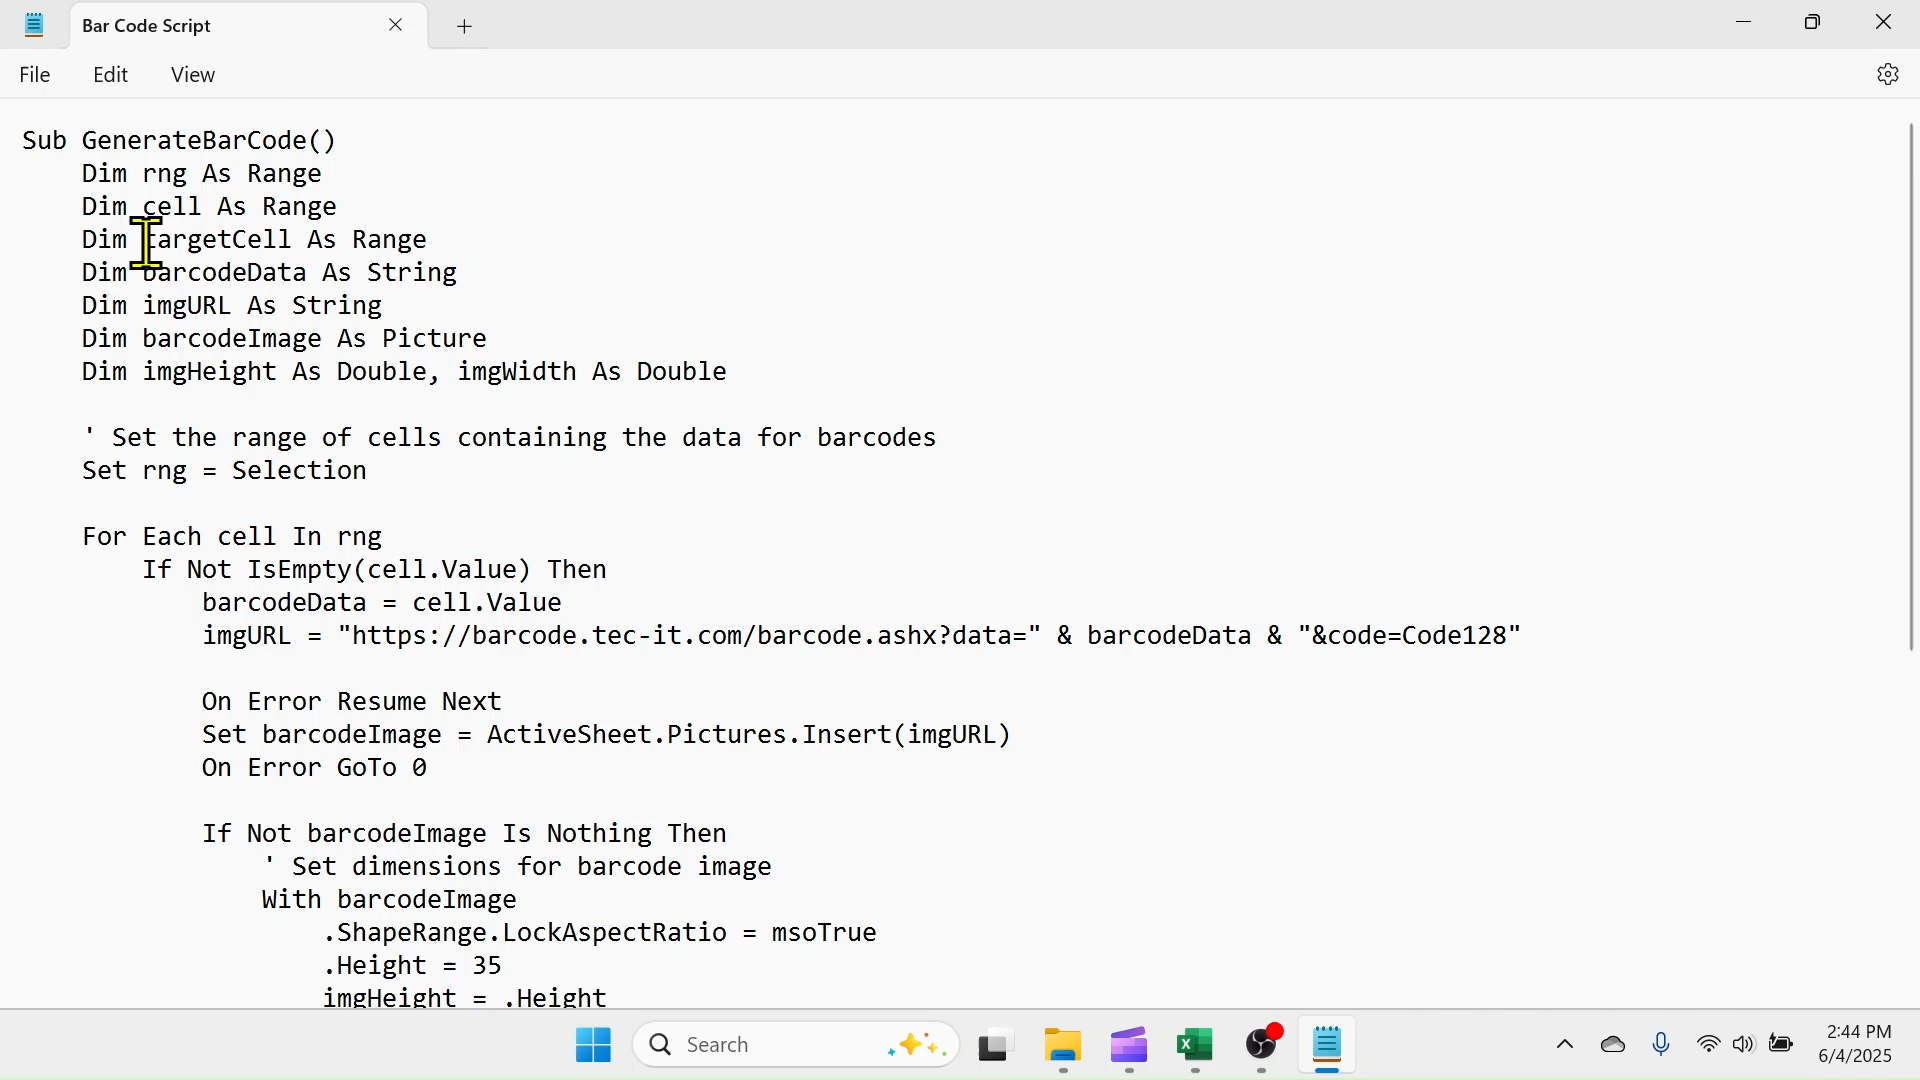 Bar Code Script
File Edit View
Sub GenerateBarCode()
Dim rng As Range
Dim cell As Range
Dim targetCell As Range
Dim barcodeData As String
Dim imgURL As String
Dim barcodeImage As Picture
Dim imgHeight As Double, imgWidth As Double
' Set the range of cells containing the data for barcodes
Set rng = Selection
For Each cell In rng
If Not IsEmpty(cell.Value) Then
barcodeData = cell.Value
imgURL = "https://barcode.tec-it.com/barcode.ashx?data=" & barcodeData & "&code=Code128"
On Error Resume Next
Set barcodeImage = ActiveSheet.Pictures.Insert(imgURL)
On Error GoTo 0
If Not barcodeImage Is Nothing Then
' Set dimensions for barcode image
With barcodeImage
.ShapeRange.LockAspectRatio = msoTrue
.Height = 35
imgHeight = .Height
Search
2:44 PM
6/4/2025